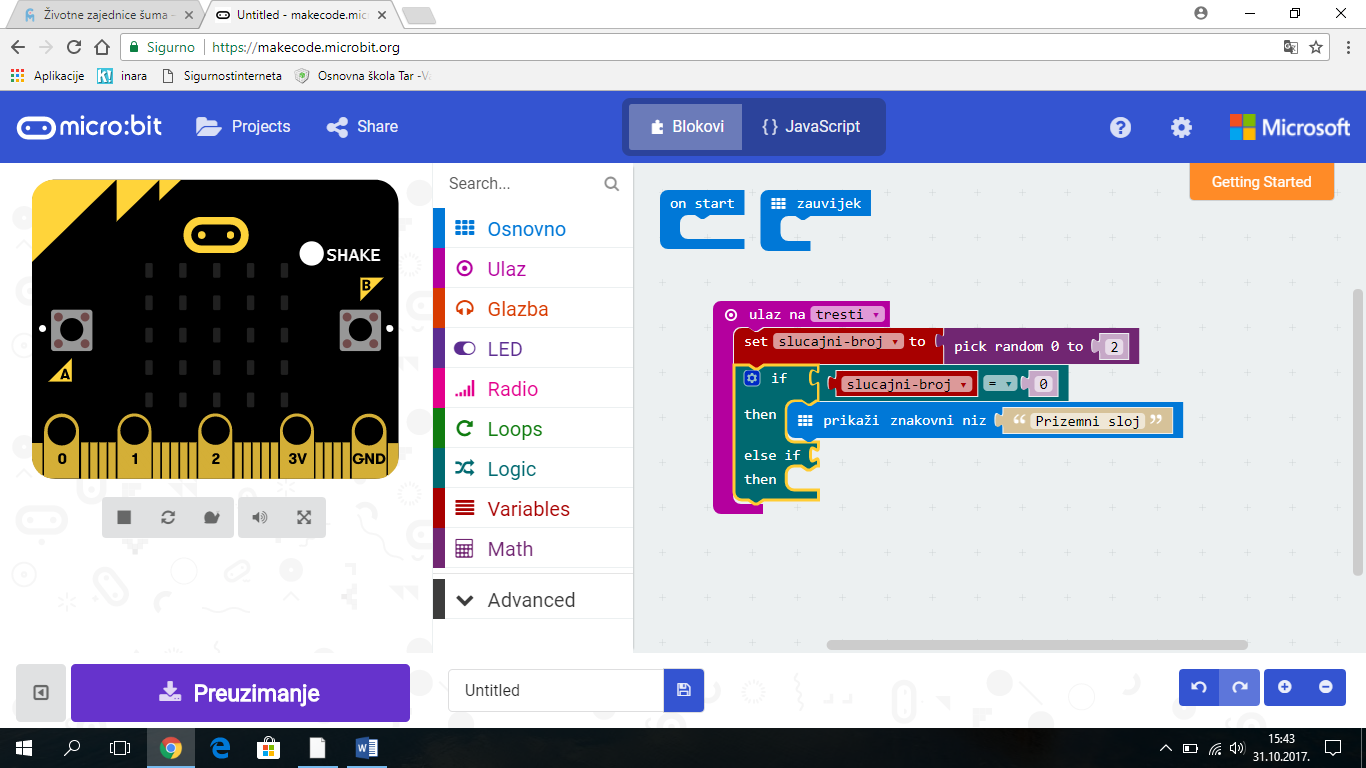 Životne zajednice šuma -
Untitled - makecode.mic
Sigurno
https://makecode.microbit.org
Aplikacije
inara
Sigurnostinterneta
Osnovna škola Tar -V
micro:bit
Projects
Share
Blokovi
{} JavaScript
Microsoft
Search...
Getting Started
on start
zauvijek
SHAKE
B
A
0
1
2
3V
GND
Osnovno
Ulaz
Glazba
LED
Radio
Loops
Logic
Variables
Math
Advanced
ulaz na tresti
set slucajni-broj to pick random 0 to 2
if slucajni-broj = 0
then prikaži znakovni niz “ Prizemni sloj ”
else if
then
Preuzimanje
Untitled
15:43
31.10.2017.